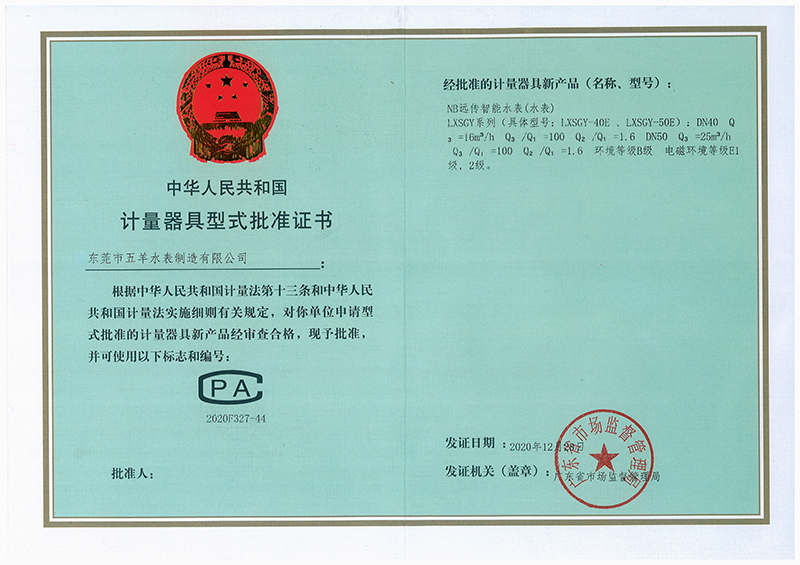 中华人民共和国
计量器具型式批准证书
东莞市五羊水表制造有限公司：
根据中华人民共和国计量法第十三条和中华人民
共和国计量法实施细则有关规定，对你单位申请型
式批准的计量器具新产品经审查合格，现予批准，
并可使用以下标志和编号：
CPA
2020F327-44
批准人：
经批准的计量器具新产品（名称、型号）：
NB远传智能水表(水表)
LXSGY系列（具体型号：LXSGY-40E 、LXSGY-50E）；DN40 Q
₃ =16m³/h Q₃ /Q₁ =100 Q₂ /Q₁ =1.6 DN50 Q₃ =25m³/h
Q₃ /Q₁ =100 Q₂ /Q₁ =1.6 环境等级B级 电磁环境等级E1
级，2级。
发证日期：2020年12月28日
发证机关（盖章）：广东省市场监督管理局
广东省市场监督管理局